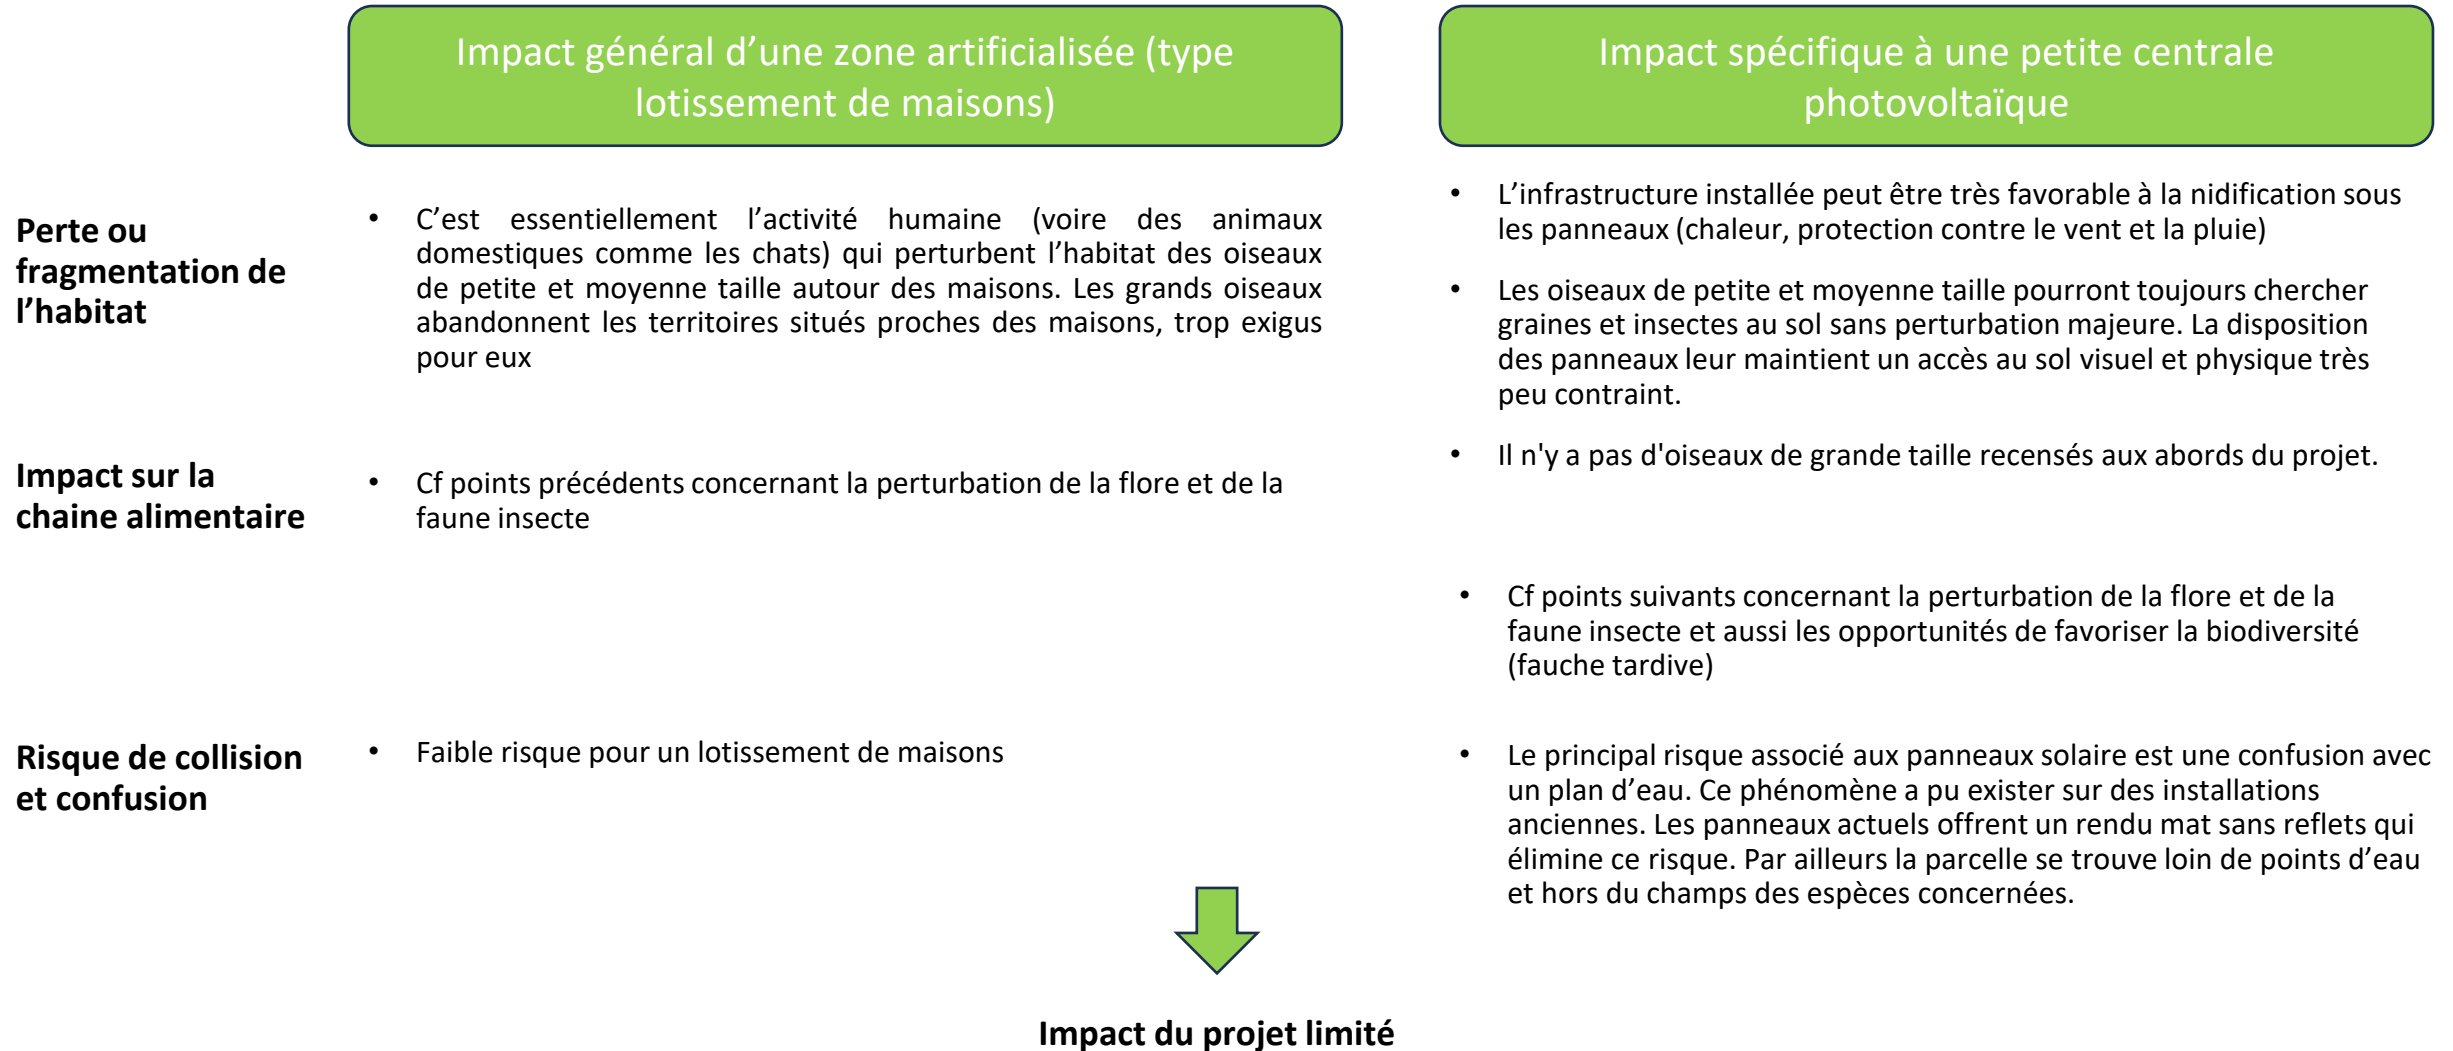 Impact général d’une zone artificialisée (type
lotissement de maisons)
Impact spécifique à une petite centrale
photovoltaïque
Perte ou
fragmentation de
l’habitat
• C’est essentiellement l’activité humaine (voire des animaux
domestiques comme les chats) qui perturbent l’habitat des oiseaux
de petite et moyenne taille autour des maisons. Les grands oiseaux
abandonnent les territoires situés proches des maisons, trop exigus
pour eux
• L’infrastructure installée peut être très favorable à la nidification sous
les panneaux (chaleur, protection contre le vent et la pluie)
• Les oiseaux de petite et moyenne taille pourront toujours chercher
graines et insectes au sol sans perturbation majeure. La disposition
des panneaux leur maintient un accès au sol visuel et physique très
peu contraint.
• Il n'y a pas d'oiseaux de grande taille recensés aux abords du projet.
Impact sur la
chaine alimentaire
• Cf points précédents concernant la perturbation de la flore et de la
faune insecte
• Cf points suivants concernant la perturbation de la flore et de la
faune insecte et aussi les opportunités de favoriser la biodiversité
(fauche tardive)
Risque de collision
et confusion
• Faible risque pour un lotissement de maisons
• Le principal risque associé aux panneaux solaire est une confusion avec
un plan d’eau. Ce phénomène a pu exister sur des installations
anciennes. Les panneaux actuels offrent un rendu mat sans reflets qui
élimine ce risque. Par ailleurs la parcelle se trouve loin de points d’eau
et hors du champs des espèces concernées.
Impact du projet limité